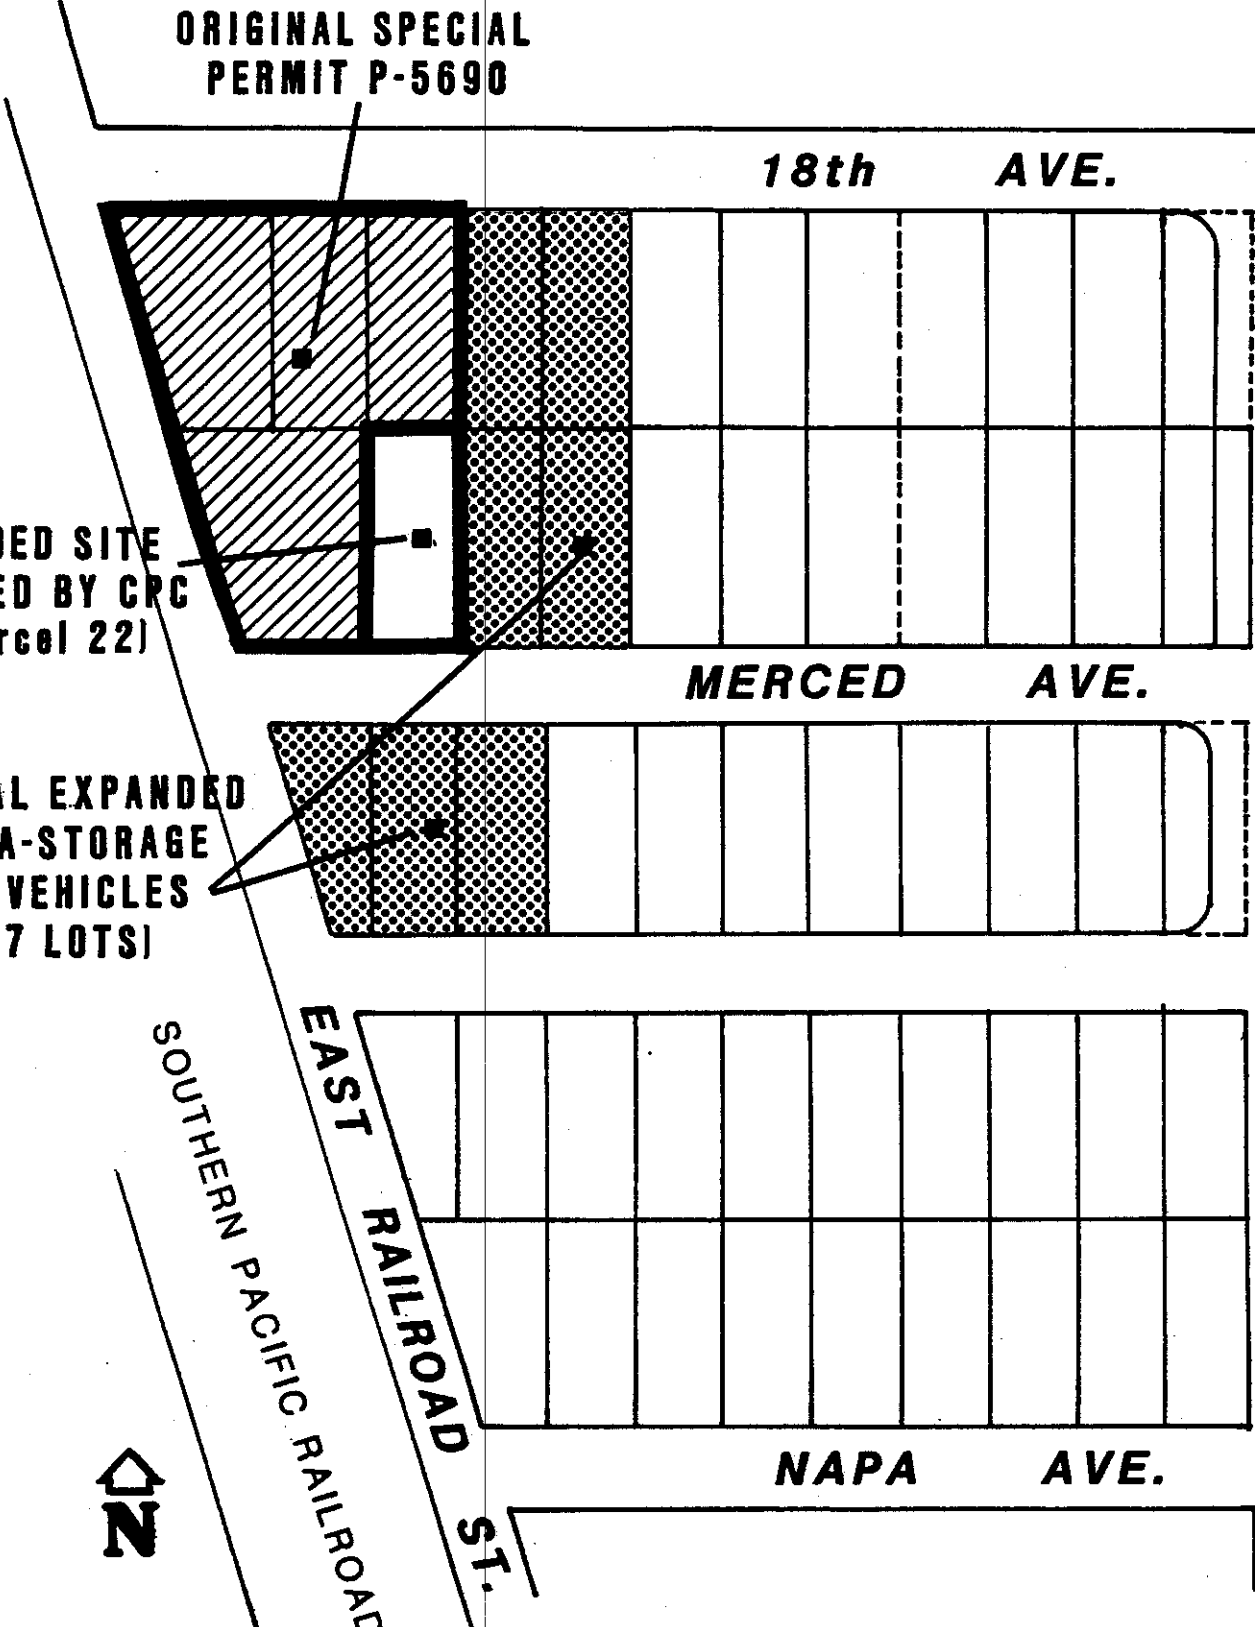 ORIGINAL SPECIAL
PERMIT P-5690
18th AVE.
DED SITE
ED BY CPC
rcel 22)
MERCED AVE.
AL EXPANDED
A-STORAGE
VEHICLES
7 LOTS)
EAST RAILROAD ST.
SOUTHERN PACIFIC RAILROAD
NAPA AVE.
N